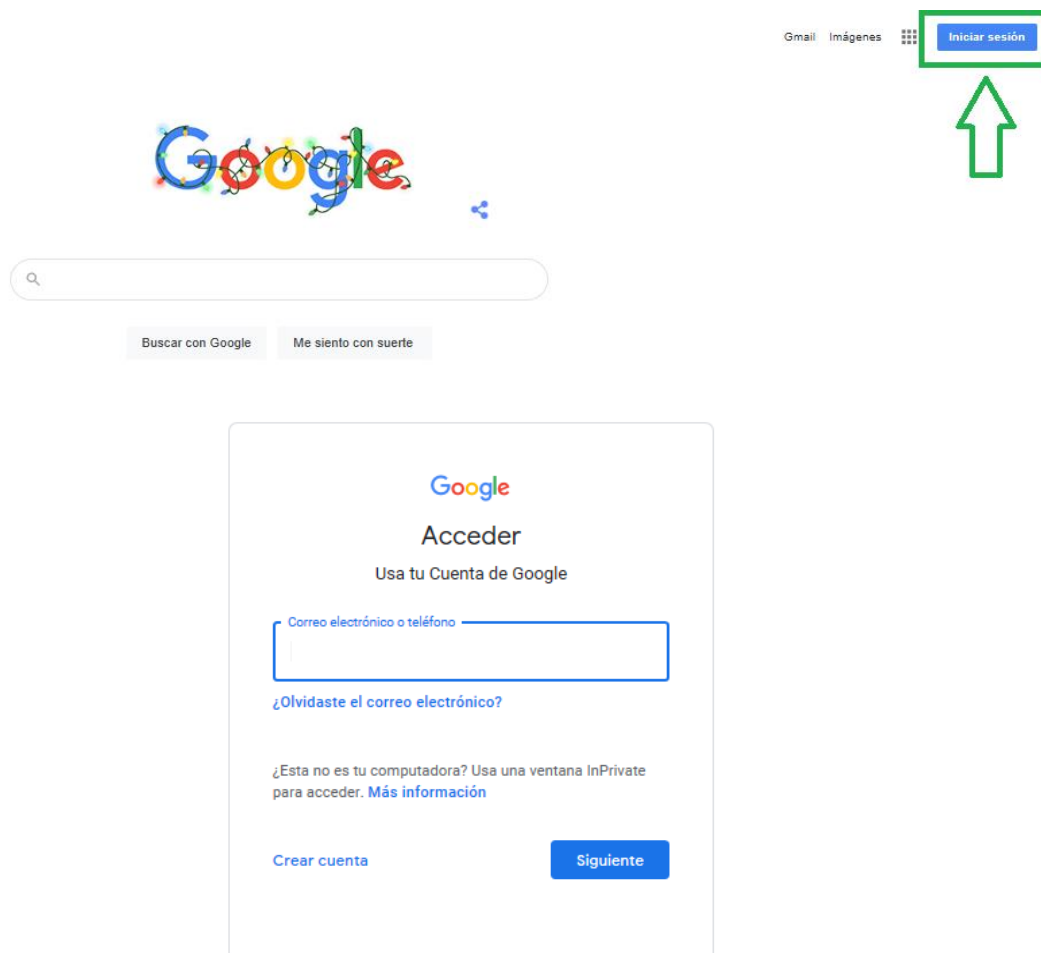 Gmail Imágenes Iniciar sesión
Google
Buscar con Google Me siento con suerte
Google
Acceder
Usa tu Cuenta de Google
Correo electrónico o teléfono
¿Olvidaste el correo electrónico?
¿Esta no es tu computadora? Usa una ventana InPrivate
para acceder. Más información
Crear cuenta Siguiente